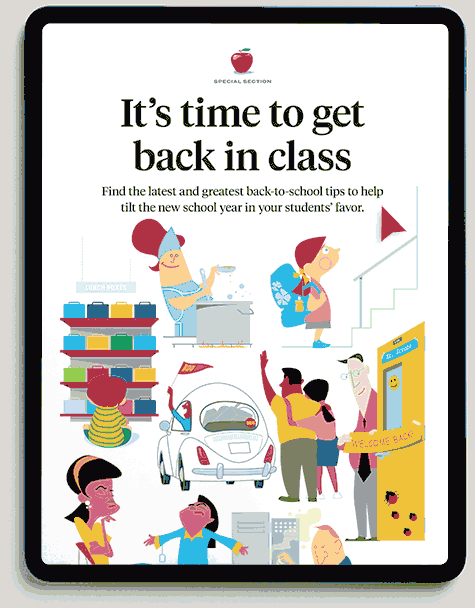 SPECIAL SECTION
It's time to get
back in class
Find the latest and greatest back-to-school tips to help
tilt the new school year in your students' favor.
LUNCH BOXES
WELCOME BACK!